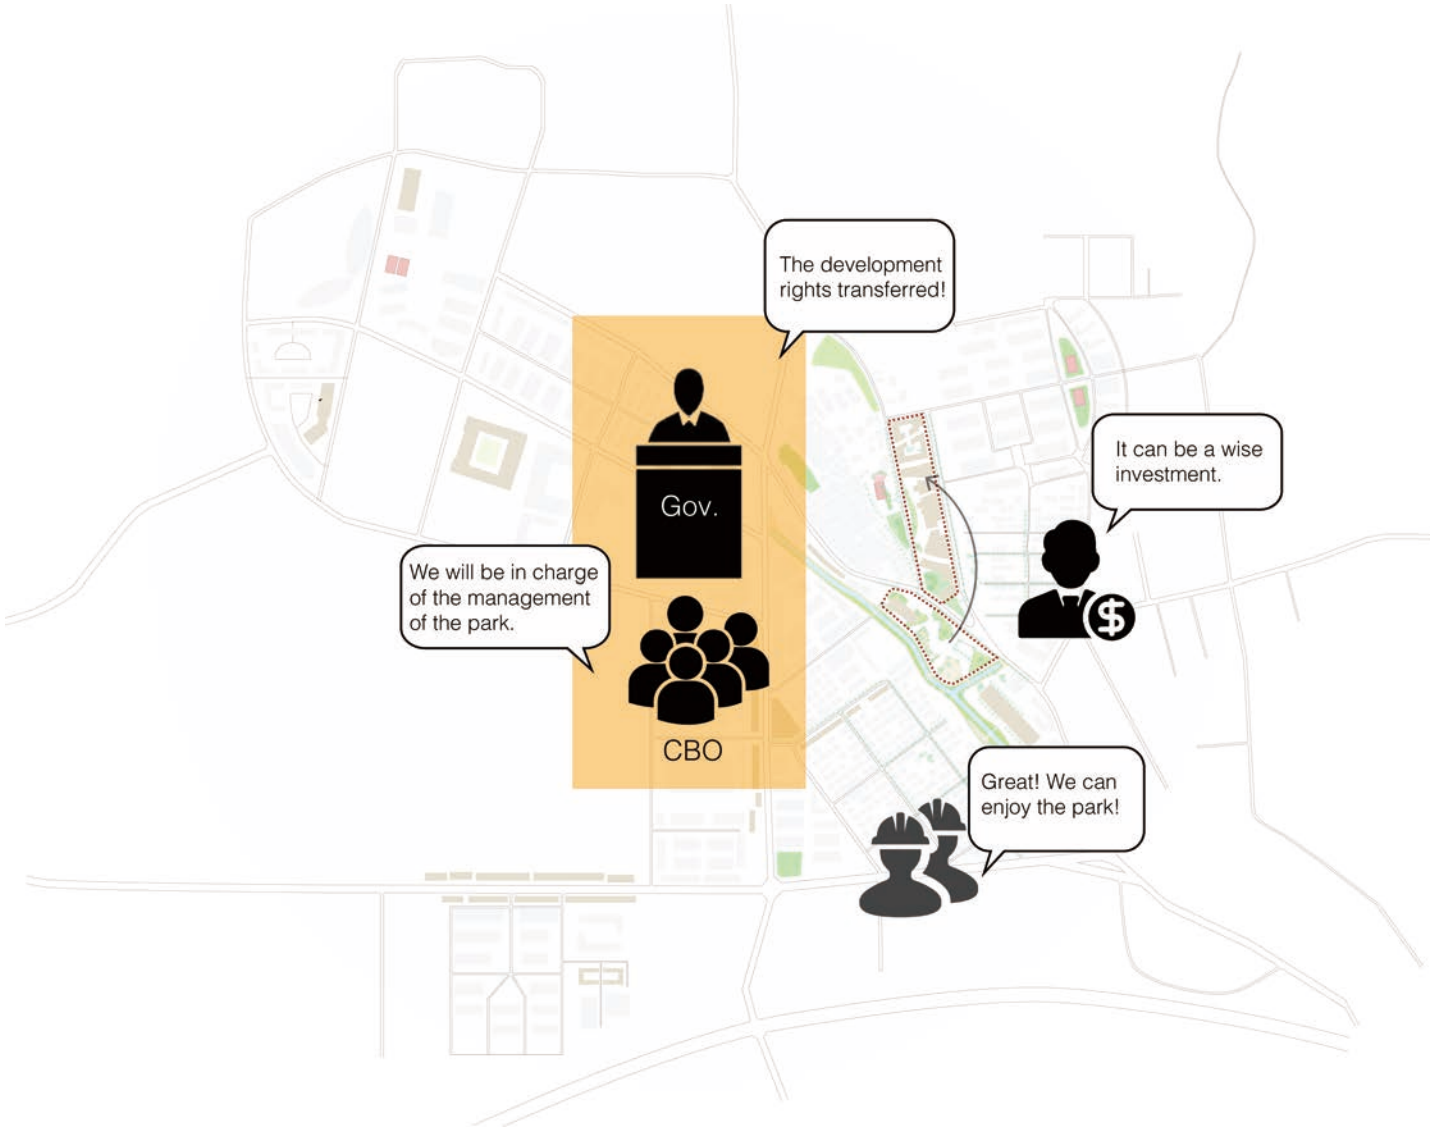 The development
rights transferred!
Gov.
It can be a wise
investment.
$
We will be in charge
of the management
of the park.
CBO
Great! We can
enjoy the park!